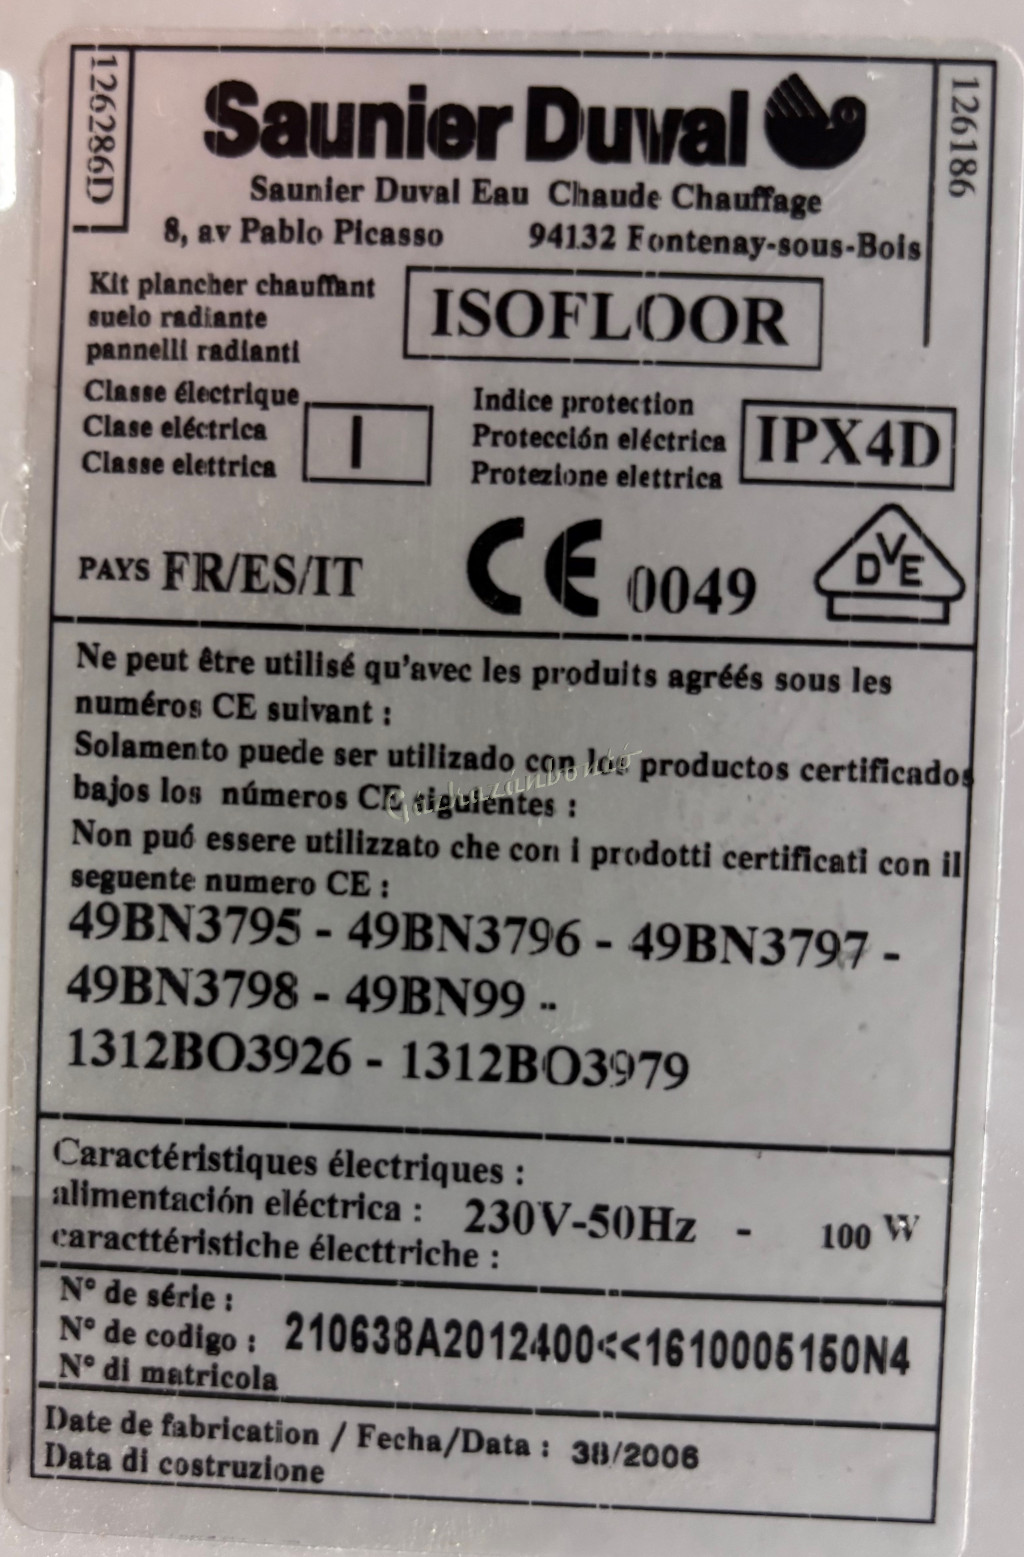 126286D
126186
Saunier Duval
Saunier Duval Eau Chaude Chauffage
8, av Pablo Picasso 94132 Fontenay-sous-Bois
Kit plancher chauffant
suelo radiante
pannelli radianti
ISOFLOOR
Classe électrique
Clase eléctrica
Classe elettrica
I
Indice protection
Protección eléctrica
Protezione elettrica
IPX4D
PAYS FR/ES/IT
CE 0049
DVE
Ne peut être utilisé qu'avec les produits agréés sous les
numéros CE suivant :
Solamento puede ser utilizado con los productos certificados
bajos los números CE siguientes :
Non puó essere utilizzato che con i prodotti certificati con il
seguente numero CE :
49BN3795 - 49BN3796 - 49BN3797 -
49BN3798 - 49BN99 -
1312BO3926 - 1312BO3979
Caractéristiques électriques :
alimentación eléctrica : 230V-50Hz - 100 W
caracttéristiche électtriche :
N° de série :
N° de codigo : 210638A2012400<<1610005150N4
N° di matricola
Date de fabrication / Fecha/Data : 38/2006
Data di costruzione